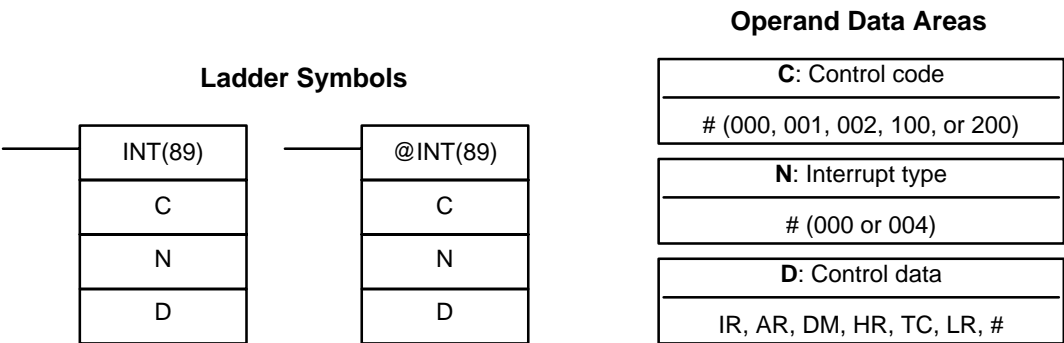 Operand Data Areas
Ladder Symbols
C: Control code
# (000, 001, 002, 100, or 200)
INT(89)
@INT(89)
N: Interrupt type
C
C
# (000 or 004)
N
N
D: Control data
D
D
IR, AR, DM, HR, TC, LR, #